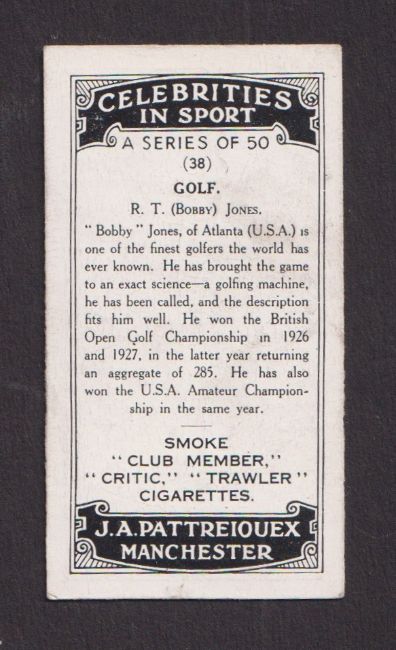 CELEBRITIES
IN SPORT
A SERIES OF 50
(38)
GOLF.
R. T. (BOBBY) JONES.
"Bobby" Jones, of Atlanta (U.S.A.) is
one of the finest golfers the world has
ever known. He has brought the game
to an exact science—a golfing machine,
he has been called, and the description
fits him well. He won the British
Open Golf Championship in 1926
and 1927, in the latter year returning
an aggregate of 285. He has also
won the U.S.A. Amateur Champion-
ship in the same year.
SMOKE
"CLUB MEMBER,"
"CRITIC," "TRAWLER"
CIGARETTES.
J.A.PATTREIOUEX
MANCHESTER